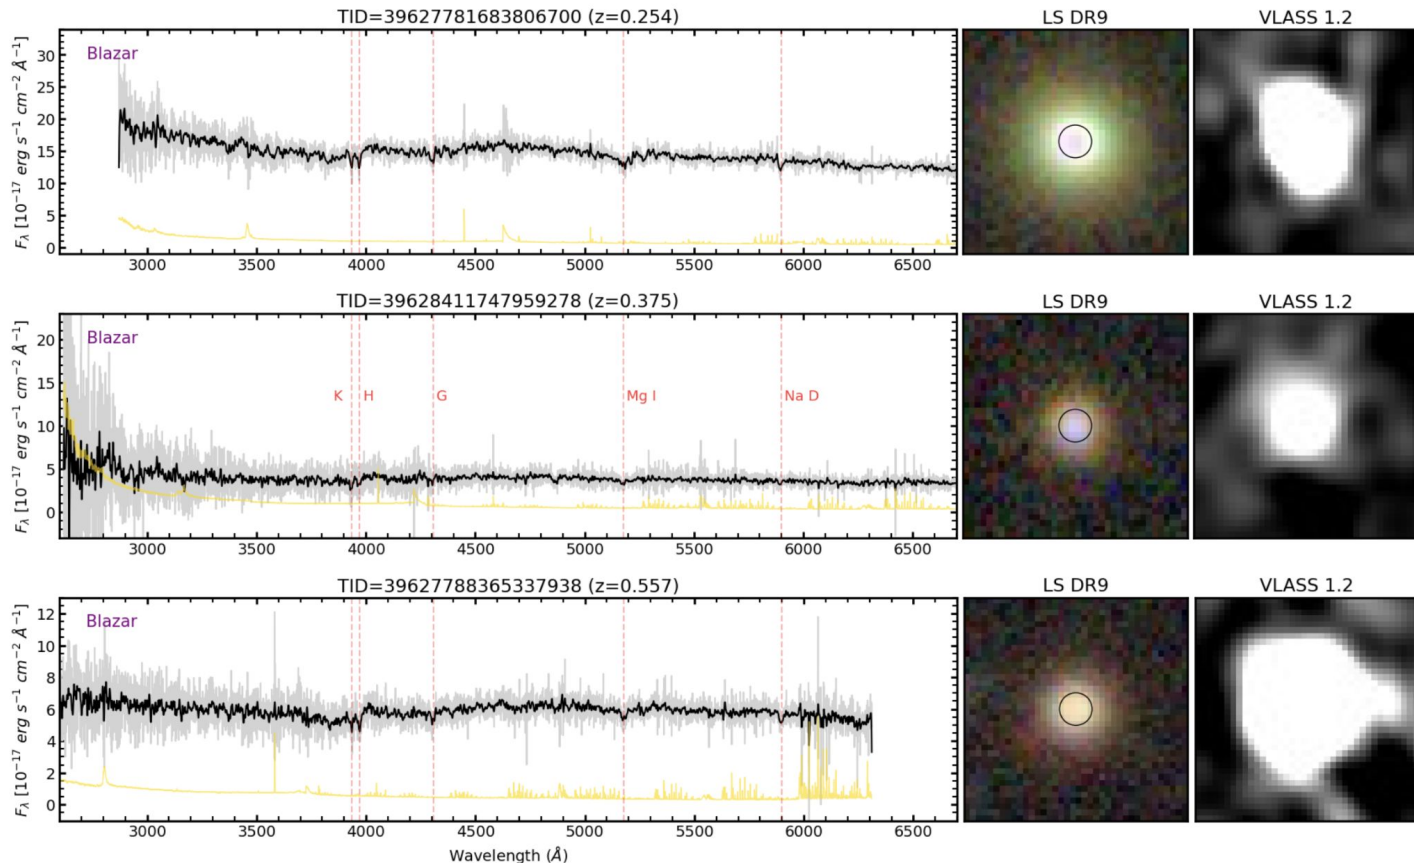 TID=39627781683806700 (z=0.254)
LS DR9
VLASS 1.2
Blazar
30
25
20
15
10
5
0
F_λ [10⁻¹⁷ erg s⁻¹ cm⁻² Å⁻¹]
3000 3500 4000 4500 5000 5500 6000 6500
TID=39628411747959278 (z=0.375)
LS DR9
VLASS 1.2
Blazar
20
15
10
5
0
F_λ [10⁻¹⁷ erg s⁻¹ cm⁻² Å⁻¹]
K H G Mg I Na D
3000 3500 4000 4500 5000 5500 6000 6500
TID=39627788365337938 (z=0.557)
LS DR9
VLASS 1.2
Blazar
12
10
8
6
4
2
0
F_λ [10⁻¹⁷ erg s⁻¹ cm⁻² Å⁻¹]
3000 3500 4000 4500 5000 5500 6000 6500
Wavelength (Å)